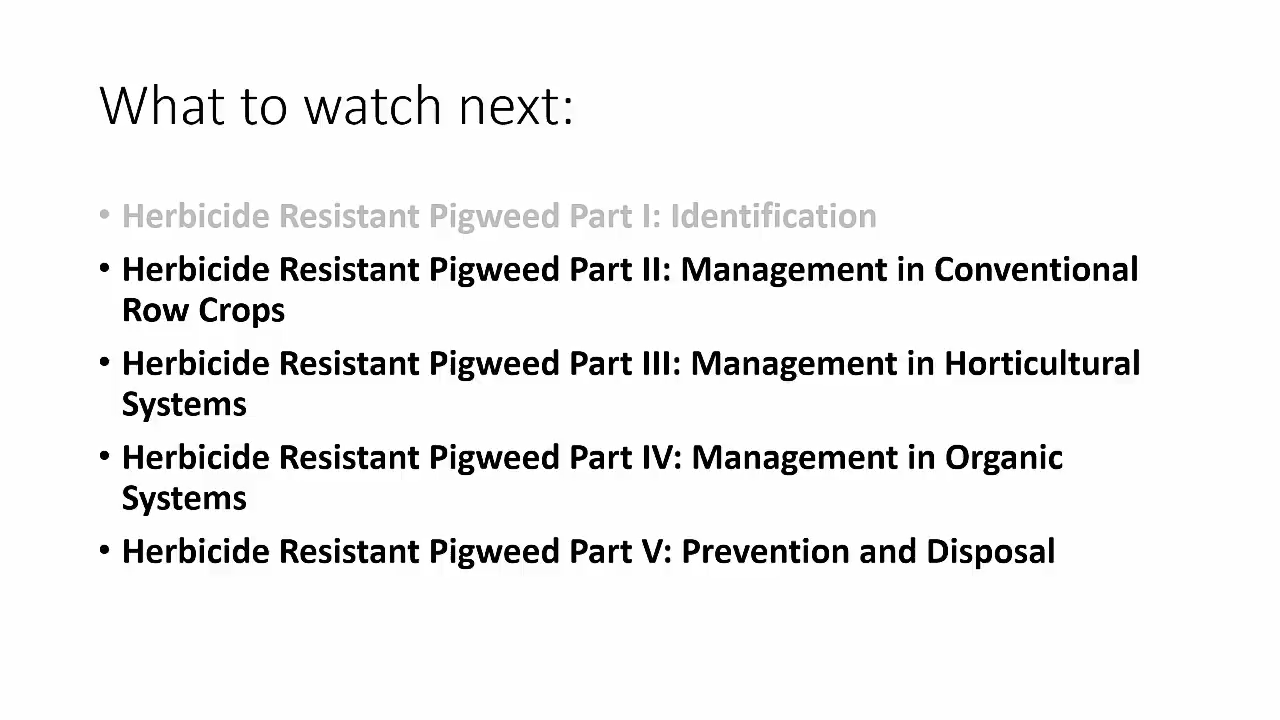 What to watch next:
• Herbicide Resistant Pigweed Part I: Identification
• Herbicide Resistant Pigweed Part II: Management in Conventional
Row Crops
• Herbicide Resistant Pigweed Part III: Management in Horticultural
Systems
• Herbicide Resistant Pigweed Part IV: Management in Organic
Systems
• Herbicide Resistant Pigweed Part V: Prevention and Disposal